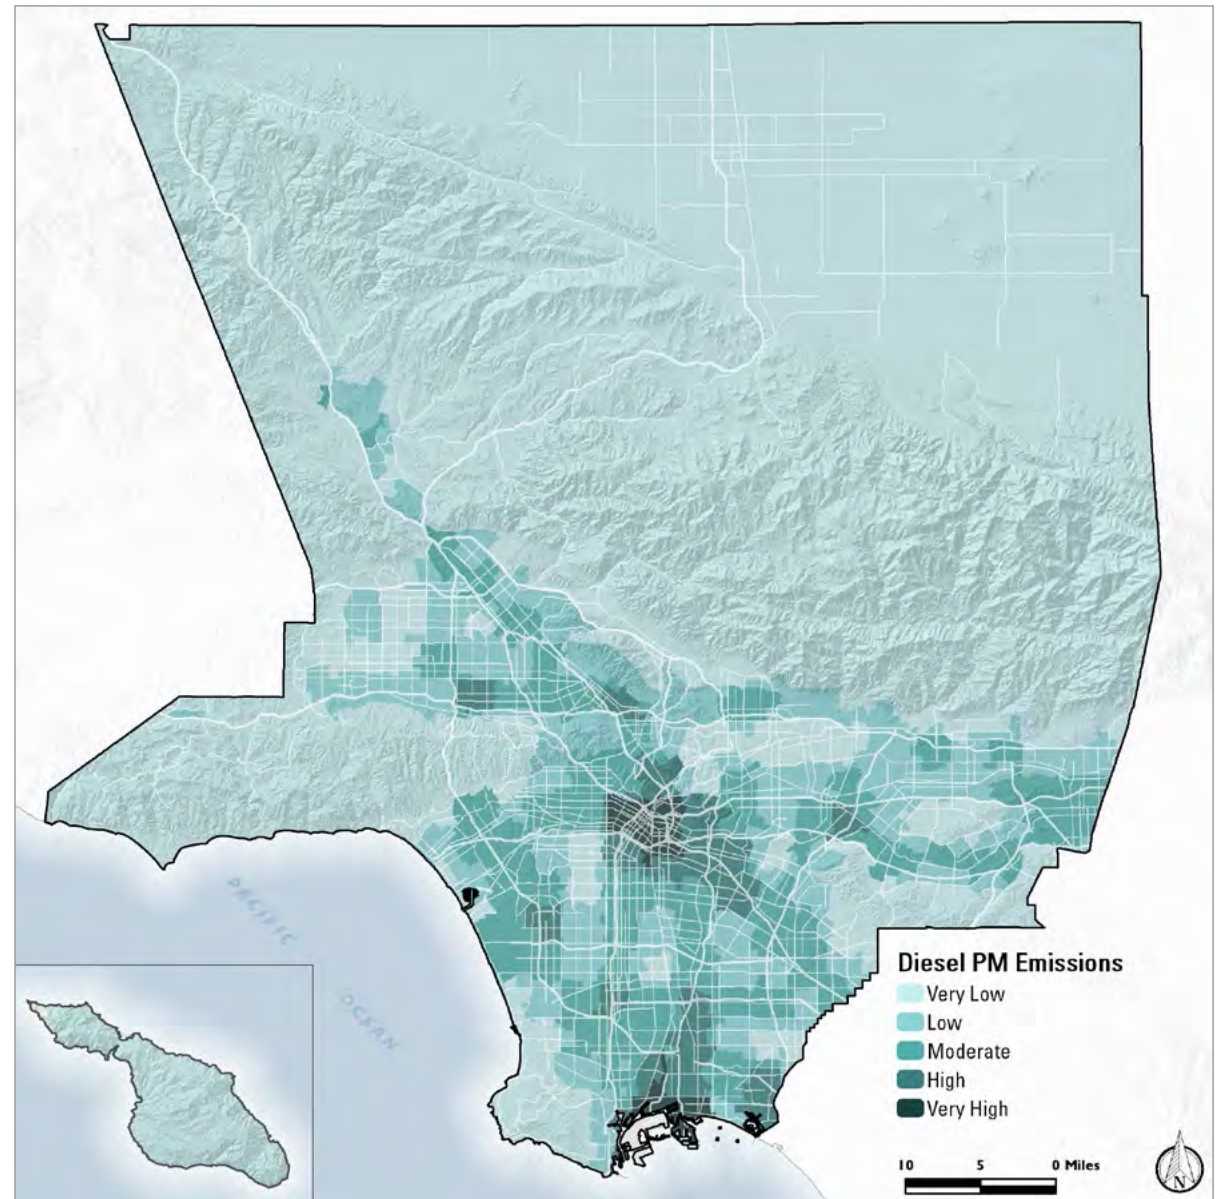 PACIFIC
OCEAN
Diesel PM Emissions
Very Low
Low
Moderate
High
Very High
10 5 0 Miles
N